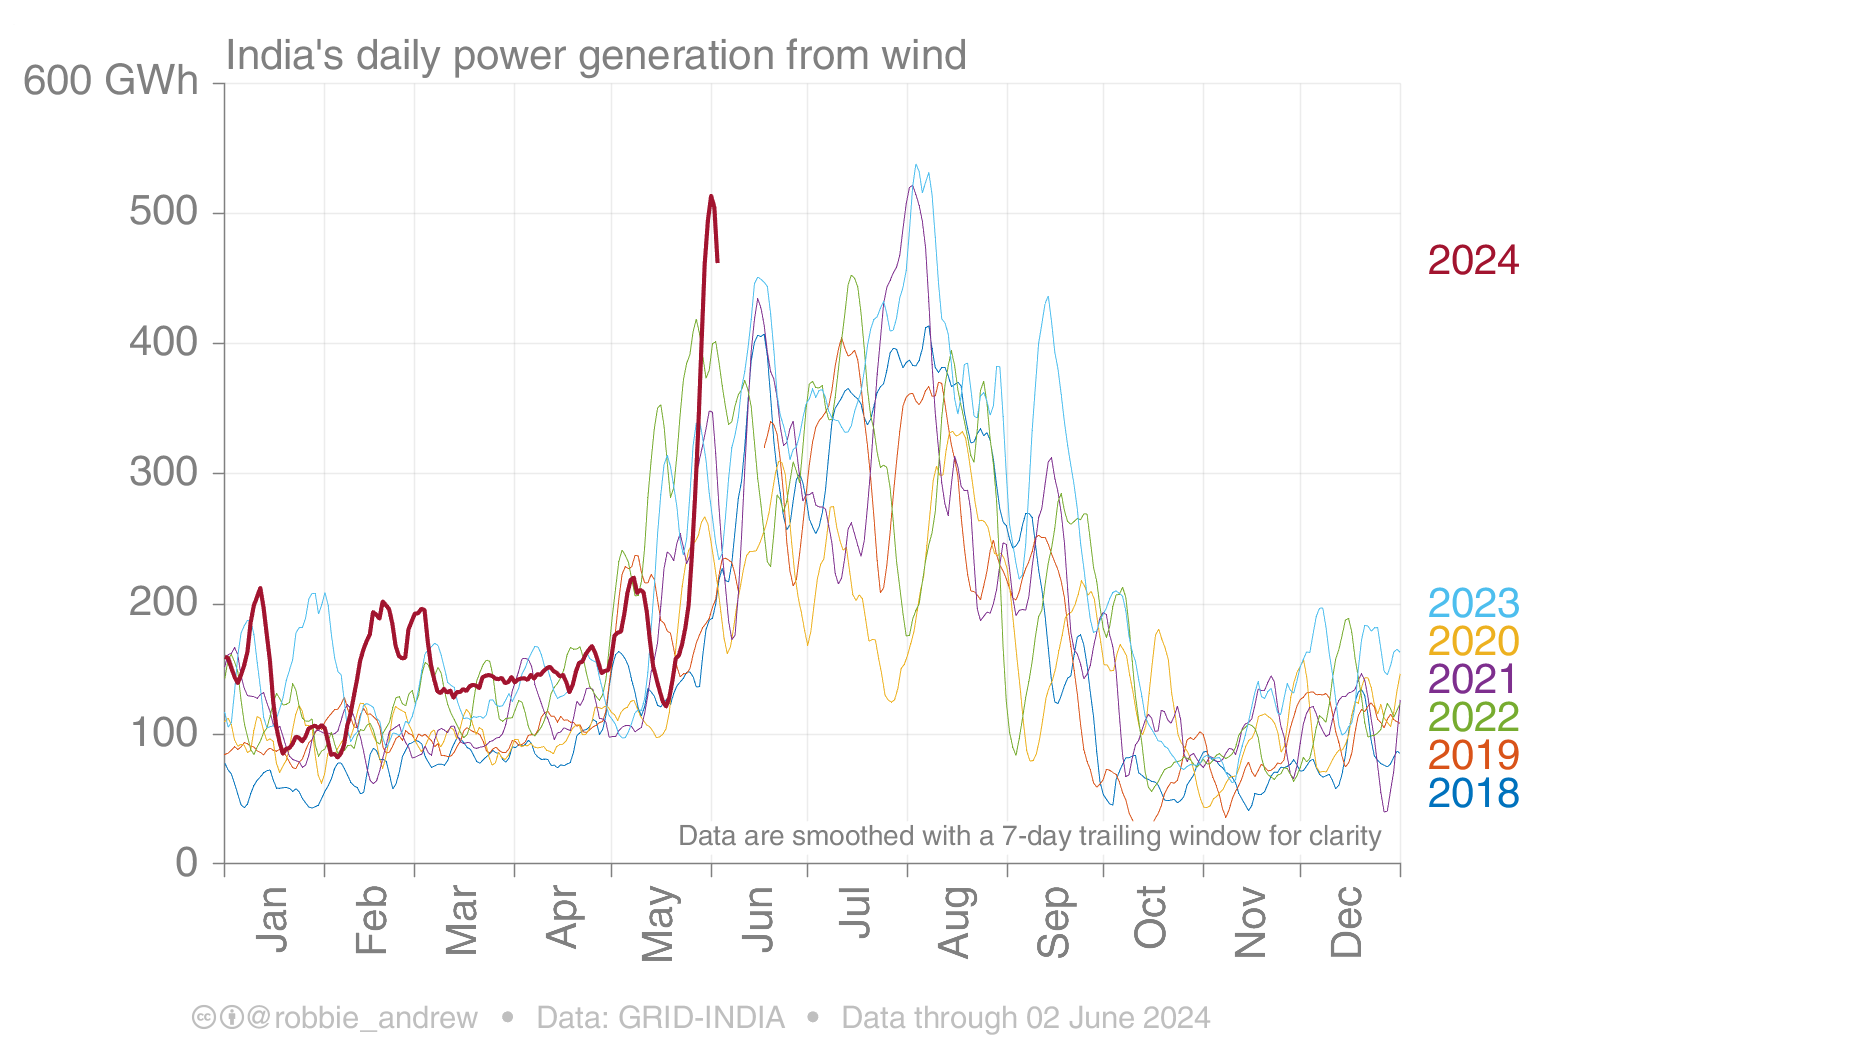 India's daily power generation from wind
600 GWh
500
400
300
200
100
0
2024
2023
2020
2021
2022
2019
2018
Data are smoothed with a 7-day trailing window for clarity
Jan
Feb
Mar
Apr
May
Jun
Jul
Aug
Sep
Oct
Nov
Dec
@robbie_andrew • Data: GRID-INDIA • Data through 02 June 2024